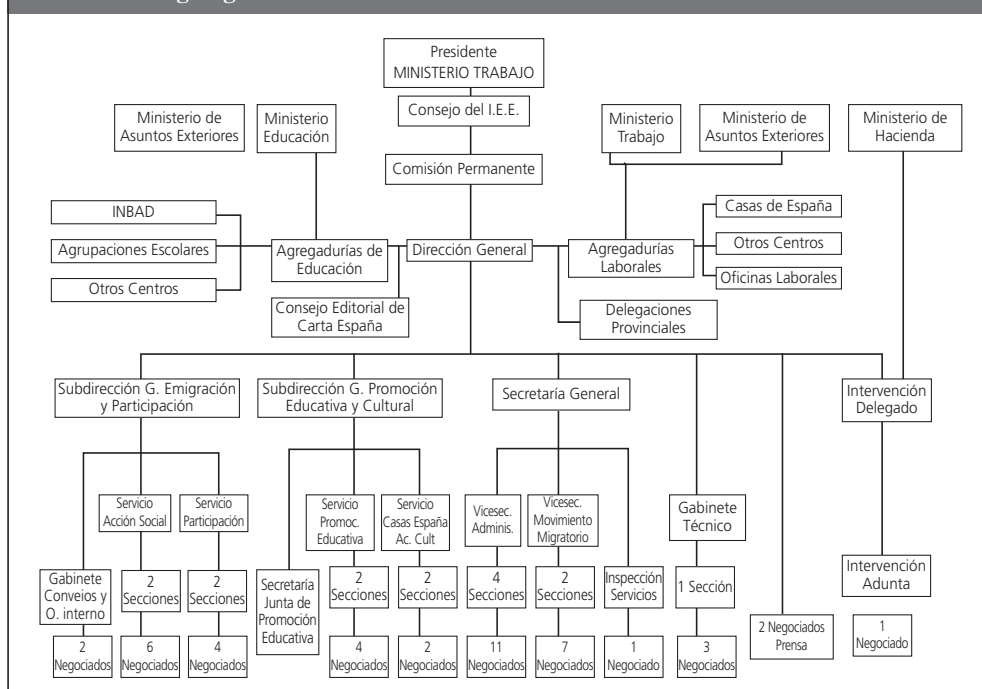 Presidente
MINISTERIO TRABAJO
Consejo del I.E.E.
Ministerio de
Asuntos Exteriores
Ministerio
Educación
Ministerio
Trabajo
Ministerio de
Asuntos Exteriores
Ministerio de
Hacienda
Comisión Permanente
INBAD
Agrupaciones Escolares
Otros Centros
Agregadurías de
Educación
Dirección General
Agregadurías
Laborales
Casas de España
Otros Centros
Oficinas Laborales
Consejo Editorial de
Carta España
Delegaciones
Provinciales
Subdirección G. Emigración
y Participación
Subdirección G. Promoción
Educativa y Cultural
Secretaría General
Intervención
Delegado
Servicio
Acción Social
Servicio
Participación
Servicio
Promoc.
Educativa
Servicio
Casas España
Ac. Cult
Vicesec.
Adminis.
Vicesec.
Movimiento
Migratorio
Gabinete
Técnico
Gabinete
Conveios y
O. interno
2
Secciones
2
Secciones
Secretaría
Junta de
Promoción
Educativa
2
Secciones
2
Secciones
4
Secciones
2
Secciones
Inspección
Servicios
1 Sección
Intervención
Adunta
2
Negociados
6
Negociados
4
Negociados
4
Negociados
2
Negociados
11
Negociados
7
Negociados
1
Negociado
3
Negociados
2 Negociados
Prensa
1
Negociado